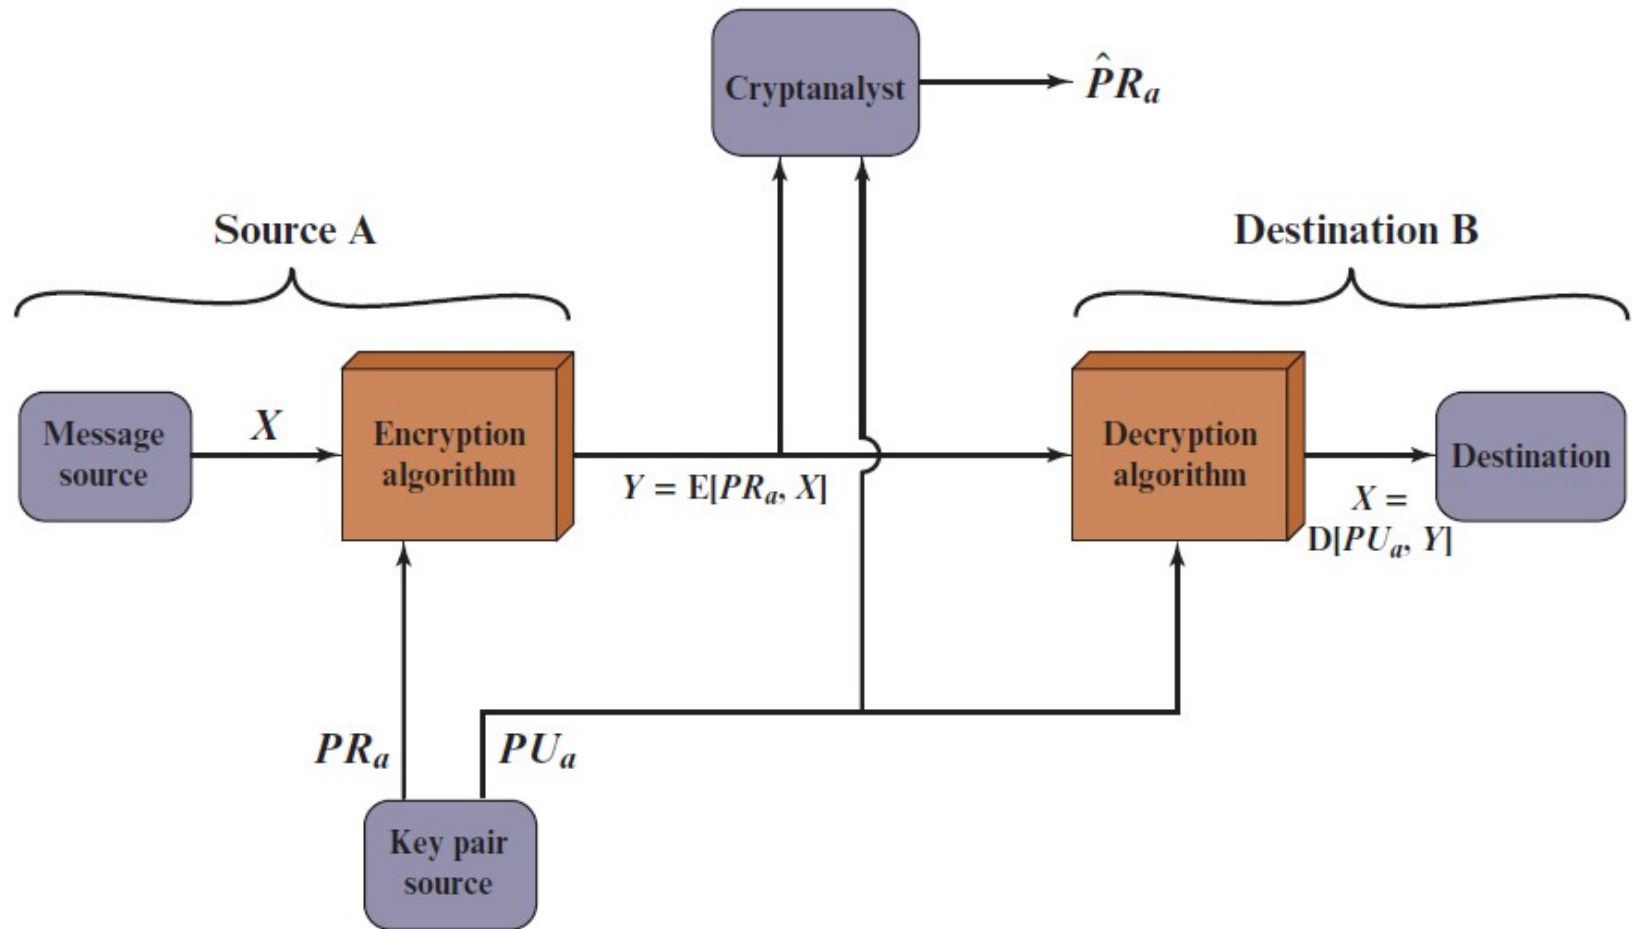 Cryptanalyst
P̂Rₐ
Source A
Destination B
Message
source
X
Encryption
algorithm
Y = E[PRₐ, X]
Decryption
algorithm
X =
D[PUₐ, Y]
Destination
PRₐ
PUₐ
Key pair
source